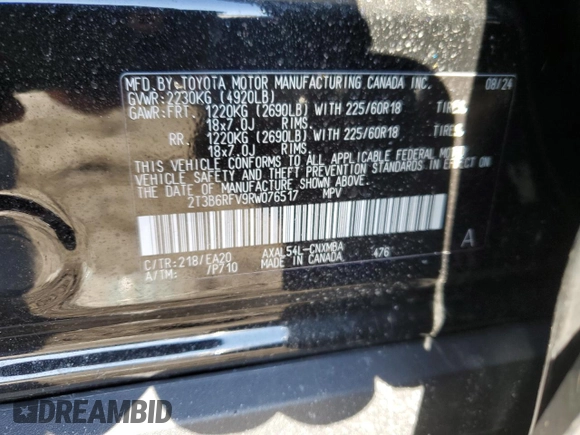 MFD.BY:TOYOTA MOTOR MANUFACTURING CANADA INC. 08/24
GVWR:2230KG (4920LB)
GAWR:FRT. 1220KG (2690LB) WITH 225/60R18 TIRES
18x7.0J RIMS
RR. 1220KG (2690LB) WITH 225/60R18 TIRES
18x7.0J RIMS
THIS VEHICLE CONFORMS TO ALL APPLICABLE FEDERAL MOTOR
VEHICLE SAFETY AND THEFT PREVENTION STANDARDS IN EFFECT ON
THE DATE OF MANUFACTURE SHOWN ABOVE.
2T3B6RFV9RW076517 MPV
C/TR:218/EA20 AXAL54L-CNXMBA 476 A
A/TM: /P710 MADE IN CANADA
DREAMBID